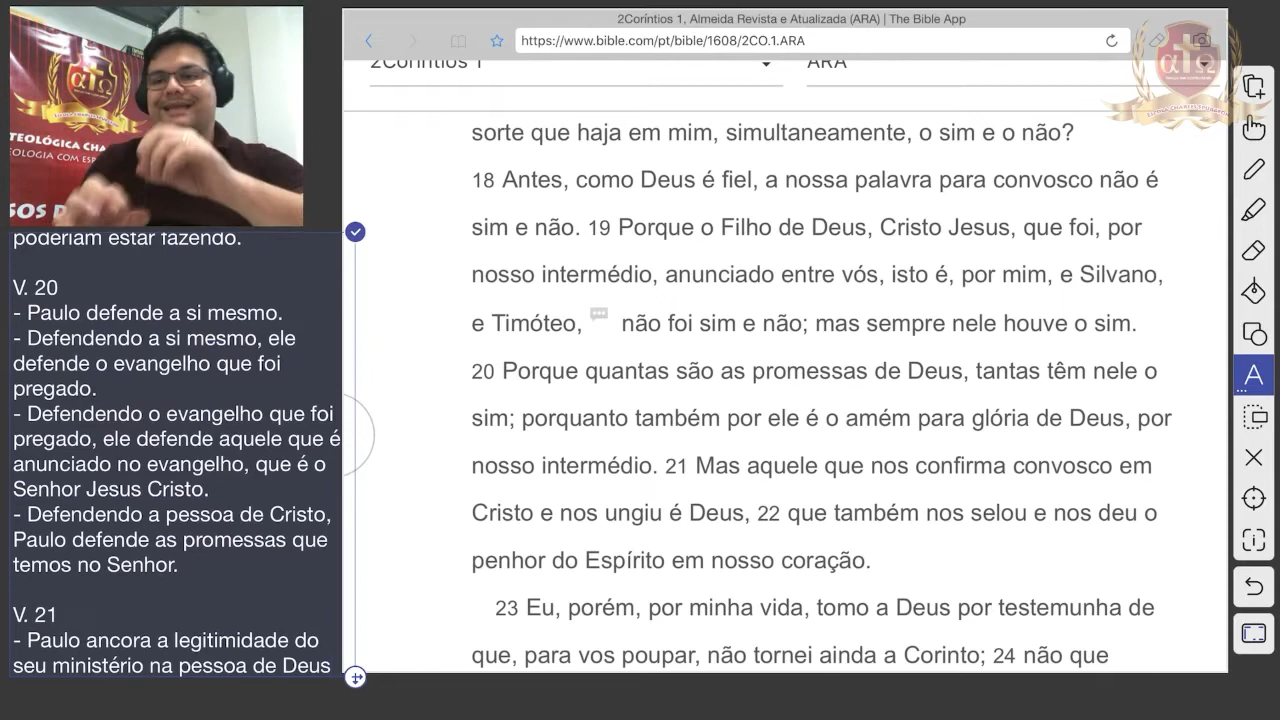 2Coríntios 1, Almeida Revista e Atualizada (ARA) | The Bible App
https://www.bible.com/pt/bible/1608/2CO.1.ARA
2Coríntios 1
ARA
TEOLÓGICA CHA
EOLOGIA COM ESP
SOS D
poderiam estar fazendo.
V. 20
- Paulo defende a si mesmo.
- Defendendo a si mesmo, ele
defende o evangelho que foi
pregado.
- Defendendo o evangelho que foi
pregado, ele defende aquele que é
anunciado no evangelho, que é o
Senhor Jesus Cristo.
- Defendendo a pessoa de Cristo,
Paulo defende as promessas que
temos no Senhor.
V. 21
- Paulo ancora a legitimidade do
seu ministério na pessoa de Deus
sorte que haja em mim, simultaneamente, o sim e o não?
18 Antes, como Deus é fiel, a nossa palavra para convosco não é
sim e não. 19 Porque o Filho de Deus, Cristo Jesus, que foi, por
nosso intermédio, anunciado entre vós, isto é, por mim, e Silvano,
e Timóteo, não foi sim e não; mas sempre nele houve o sim.
20 Porque quantas são as promessas de Deus, tantas têm nele o
sim; porquanto também por ele é o amém para glória de Deus, por
nosso intermédio. 21 Mas aquele que nos confirma convosco em
Cristo e nos ungiu é Deus, 22 que também nos selou e nos deu o
penhor do Espírito em nosso coração.
23 Eu, porém, por minha vida, tomo a Deus por testemunha de
que, para vos poupar, não tornei ainda a Corinto; 24 não que